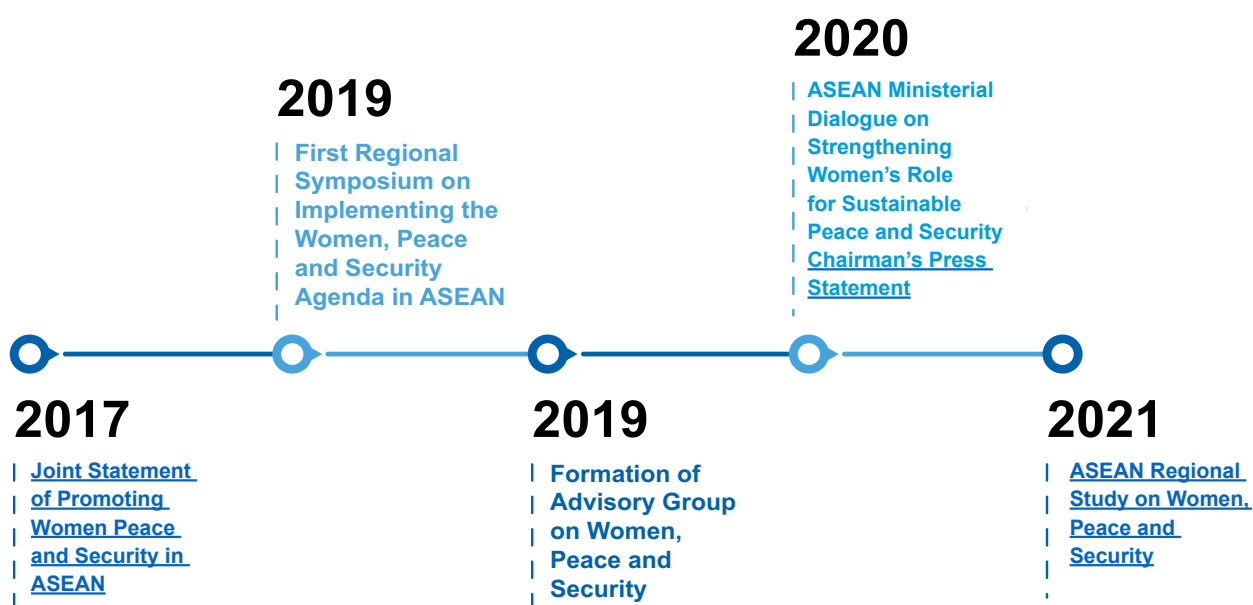 2017
Joint Statement
of Promoting
Women Peace
and Security in
ASEAN
2019
First Regional
Symposium on
Implementing the
Women, Peace
and Security
Agenda in ASEAN
2019
Formation of
Advisory Group
on Women,
Peace and
Security
2020
ASEAN Ministerial
Dialogue on
Strengthening
Women’s Role
for Sustainable
Peace and Security
Chairman’s Press
Statement
2021
ASEAN Regional
Study on Women,
Peace and
Security